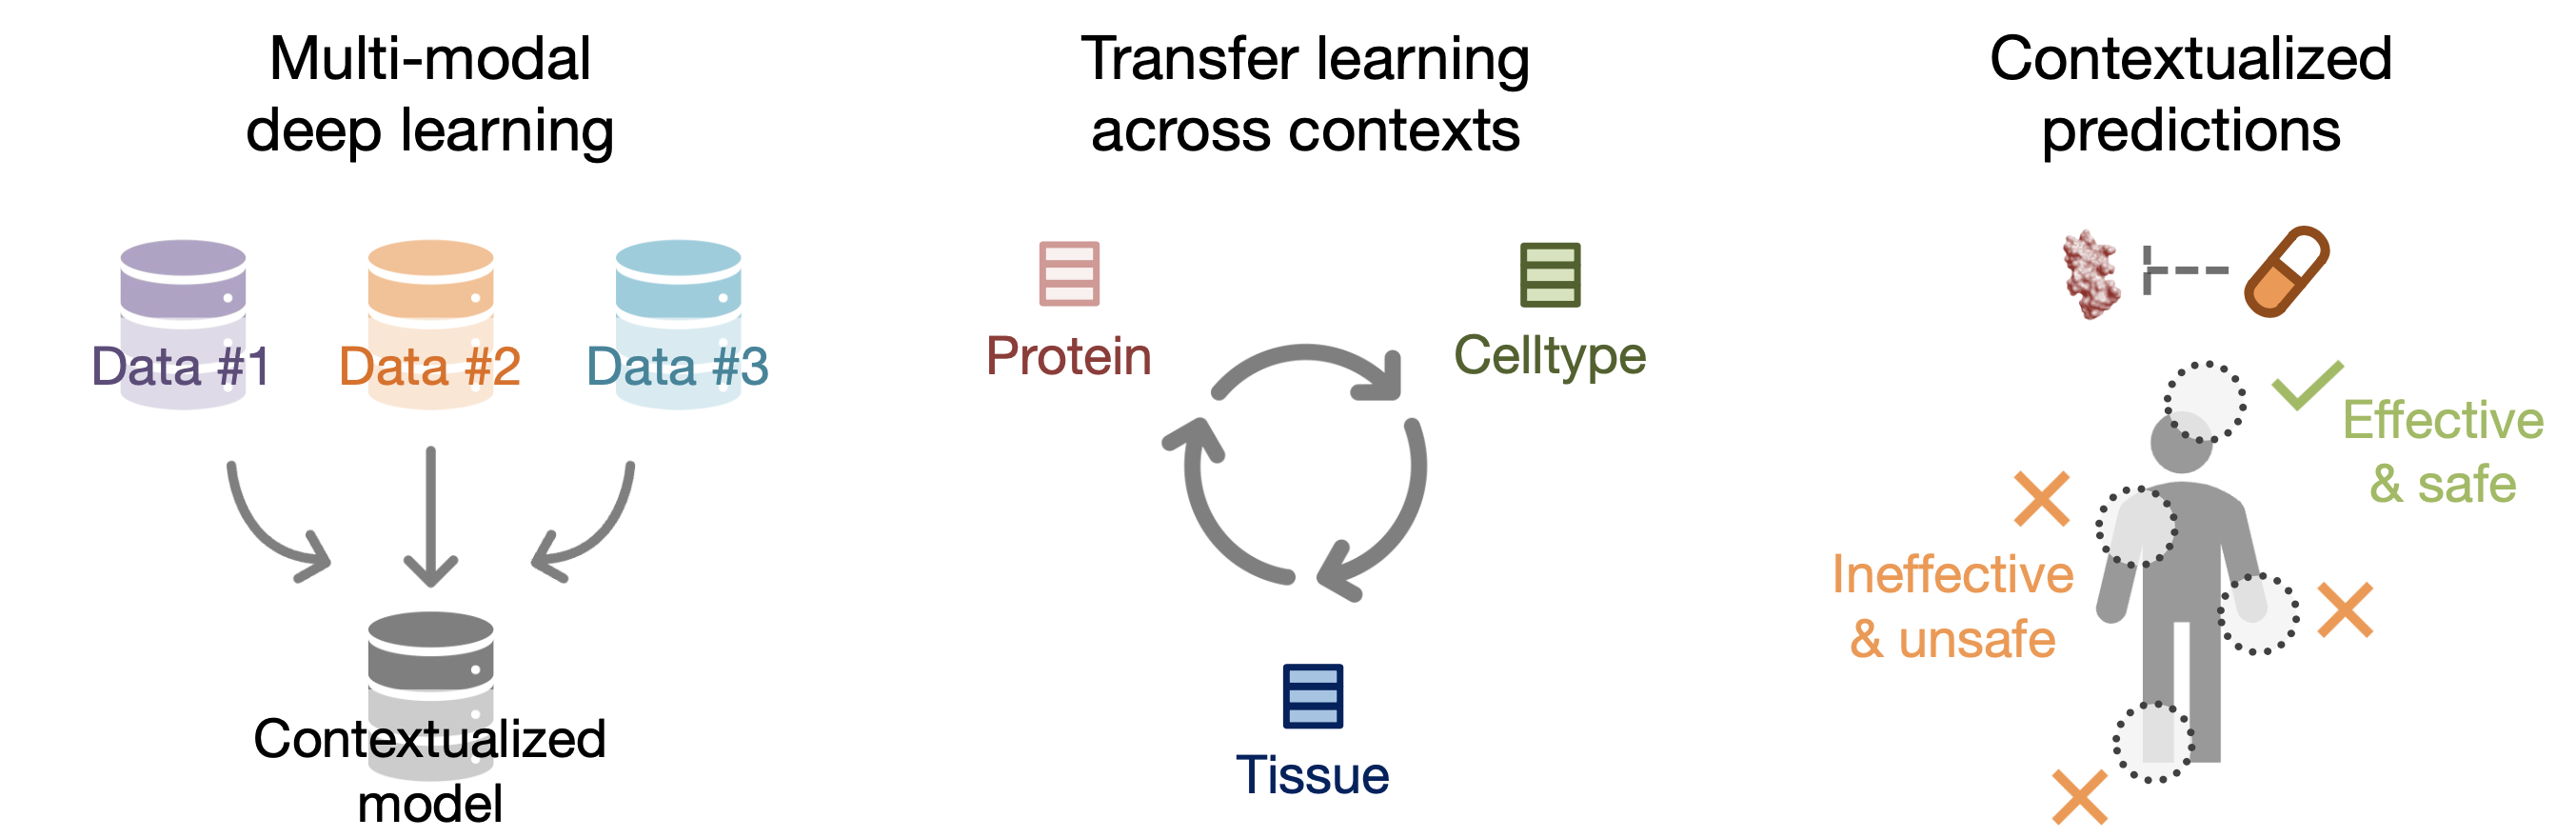 Multi-modal
deep learning
Data #1
Data #2
Data #3
Contextualized
model
Transfer learning
across contexts
Protein
Celltype
Tissue
Contextualized
predictions
Effective
& safe
Ineffective
& unsafe